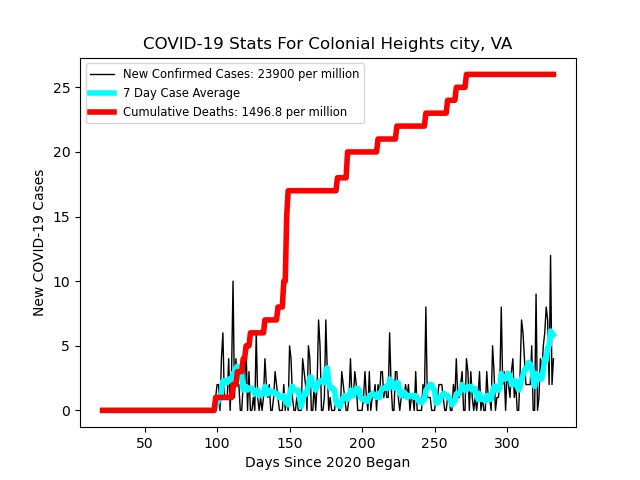 COVID-19 Stats For Colonial Heights city, VA
New Confirmed Cases: 23900 per million
7 Day Case Average
Cumulative Deaths: 1496.8 per million
New COVID-19 Cases
25
20
15
10
5
0
50 100 150 200 250 300
Days Since 2020 Began